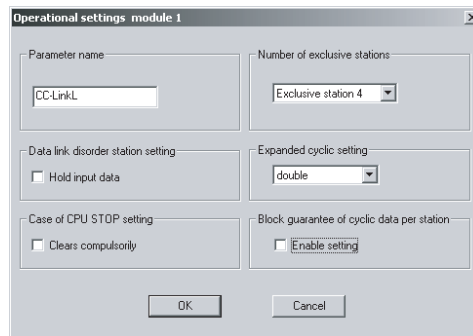 Operational settings  module 1
Parameter name
CC-LinkL
Number of exclusive stations
Exclusive station 4
Data link disorder station setting
Hold input data
Expanded cyclic setting
double
Case of CPU STOP setting
Clears compulsorily
Block guarantee of cyclic data per station
Enable setting
OK
Cancel